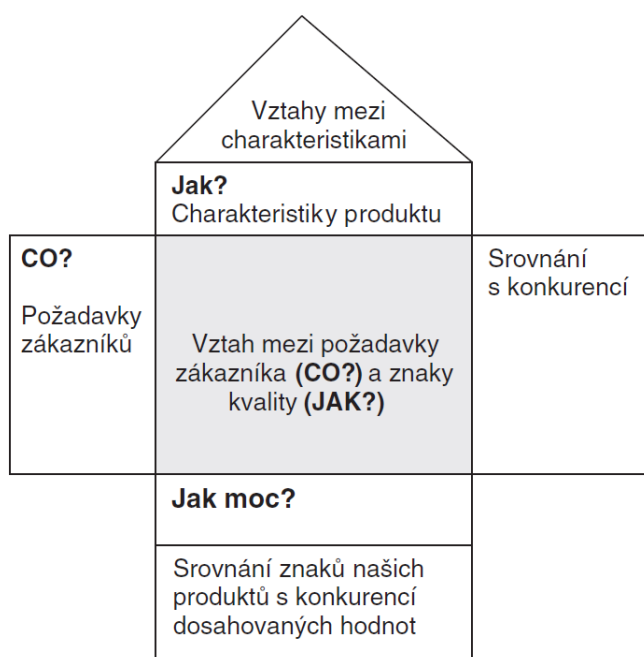 Vztahy mezi
charakteristikami
Jak?
Charakteristiky produktu
CO?
Požadavky
zákazníků
Vztah mezi požadavky
zákazníka (CO?) a znaky
kvality (JAK?)
Srovnání
s konkurencí
Jak moc?
Srovnání znaků našich
produktů s konkurencí
dosahovaných hodnot